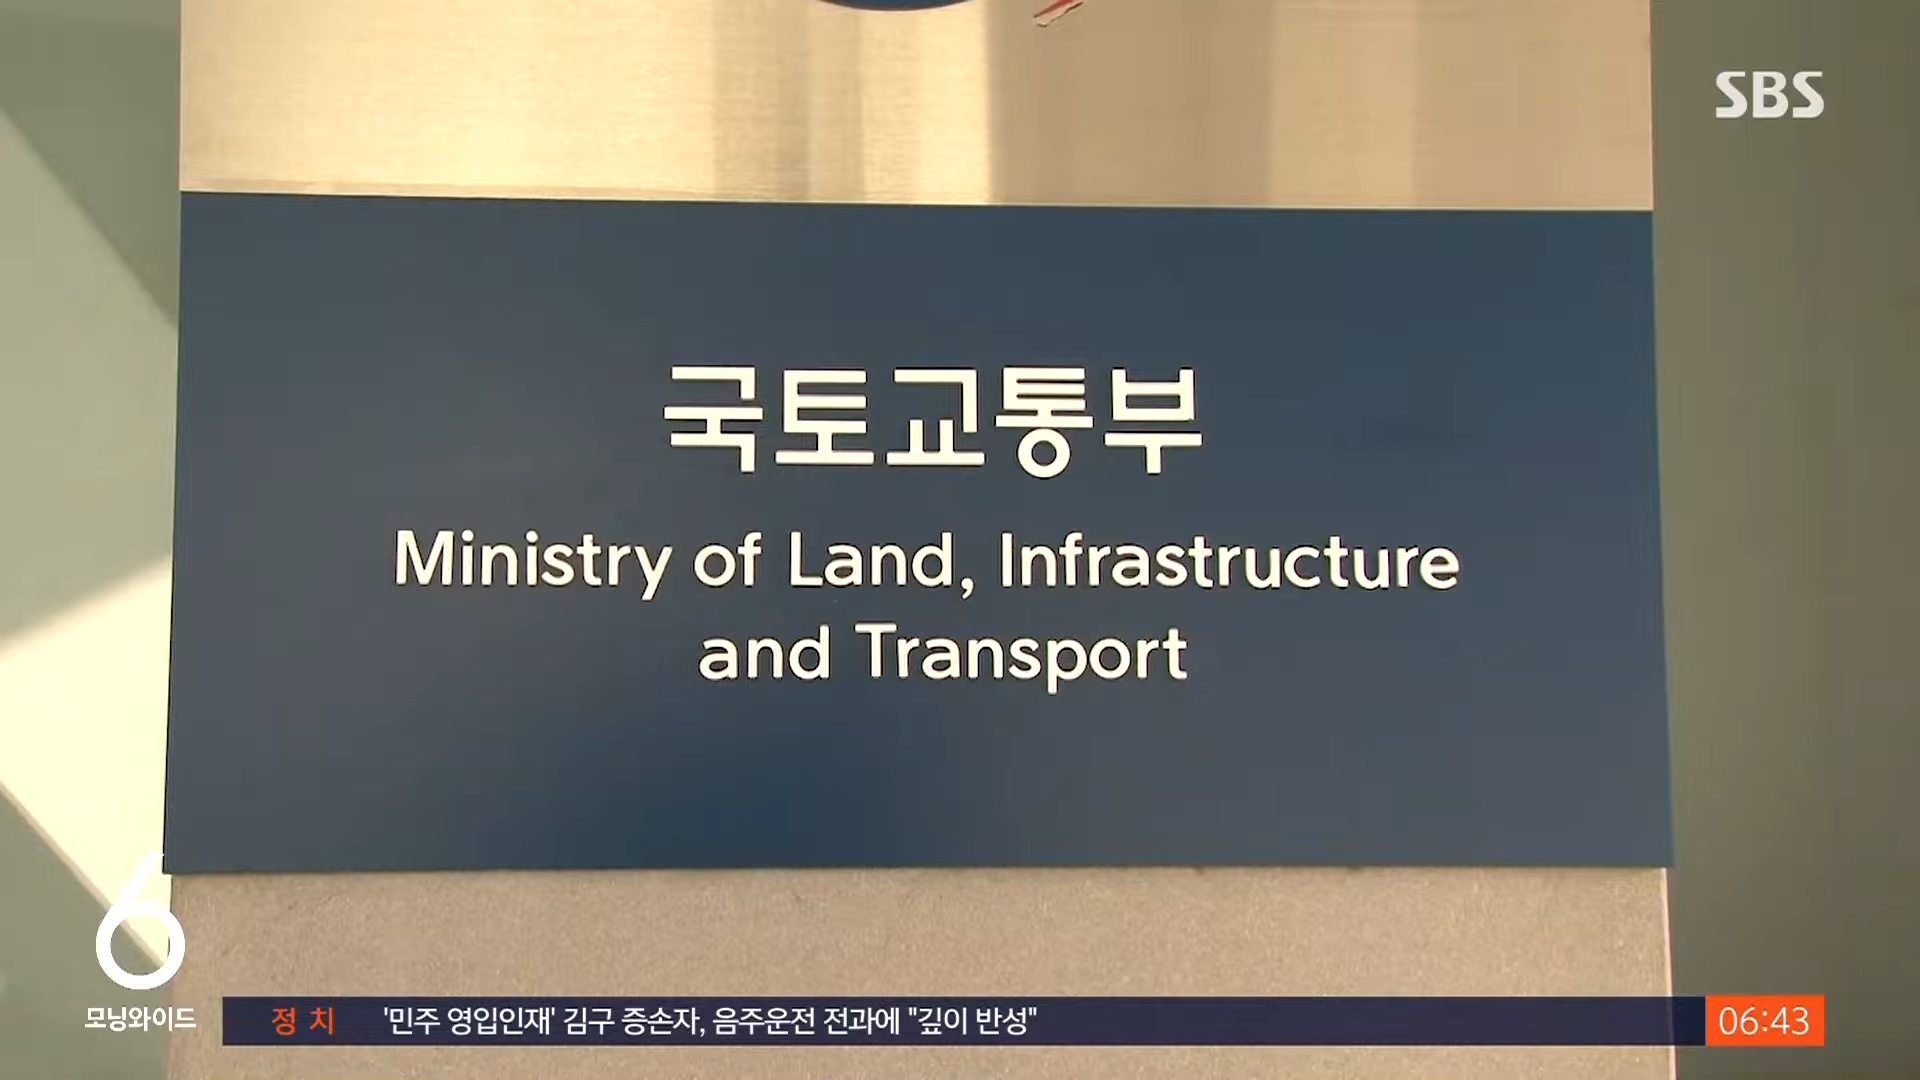 SBS
국토교통부
Ministry of Land, Infrastructure
and Transport
6
모닝와이드
정치 '민주 영입인재' 김구 증손자, 음주운전 전과에 "깊이 반성" 06:43